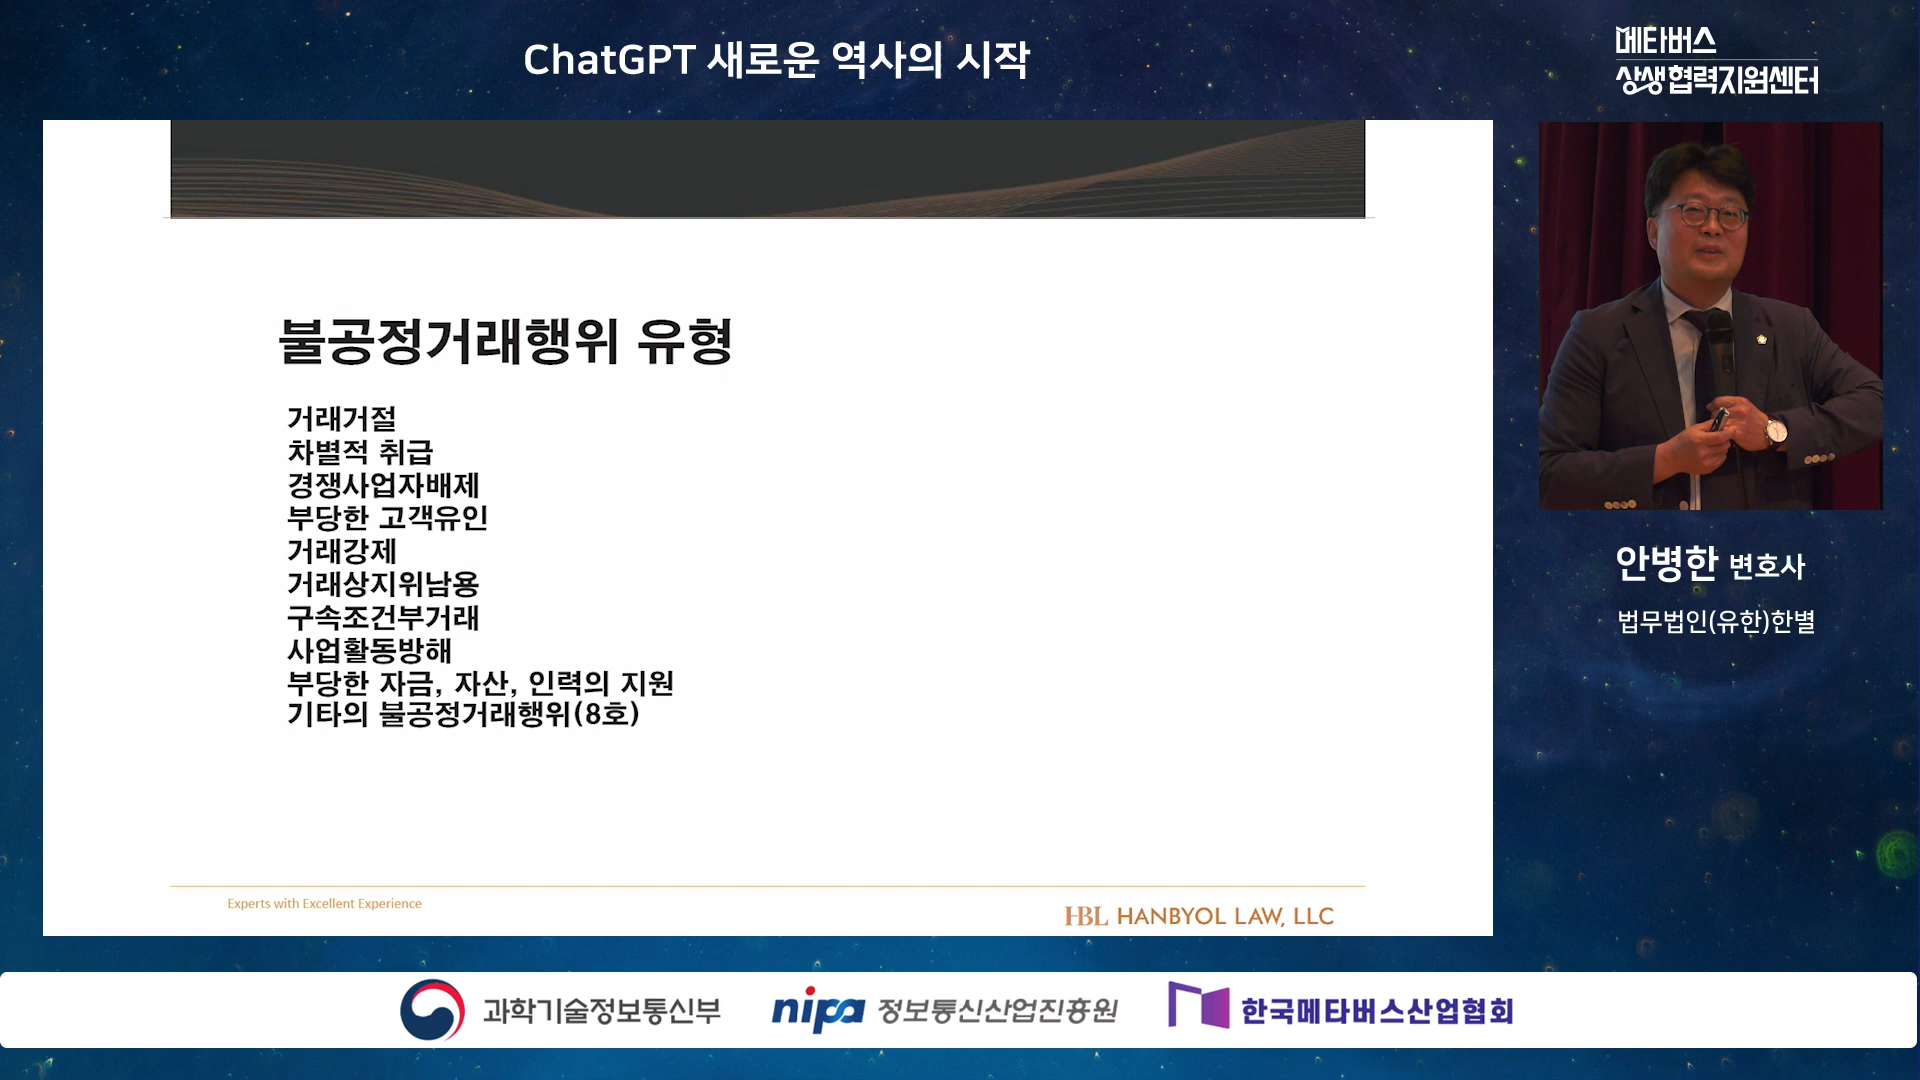 ChatGPT 새로운 역사의 시작
메타버스
상생협력지원센터
불공정거래행위 유형
거래거절
차별적 취급
경쟁사업자배제
부당한 고객유인
거래강제
거래상지위남용
구속조건부거래
사업활동방해
부당한 자금, 자산, 인력의 지원
기타의 불공정거래행위(8호)
Experts with Excellent Experience
HBL HANBYOL LAW, LLC
안병한 변호사
법무법인(유한)한별
과학기술정보통신부
nipa 정보통신산업진흥원
한국메타버스산업협회